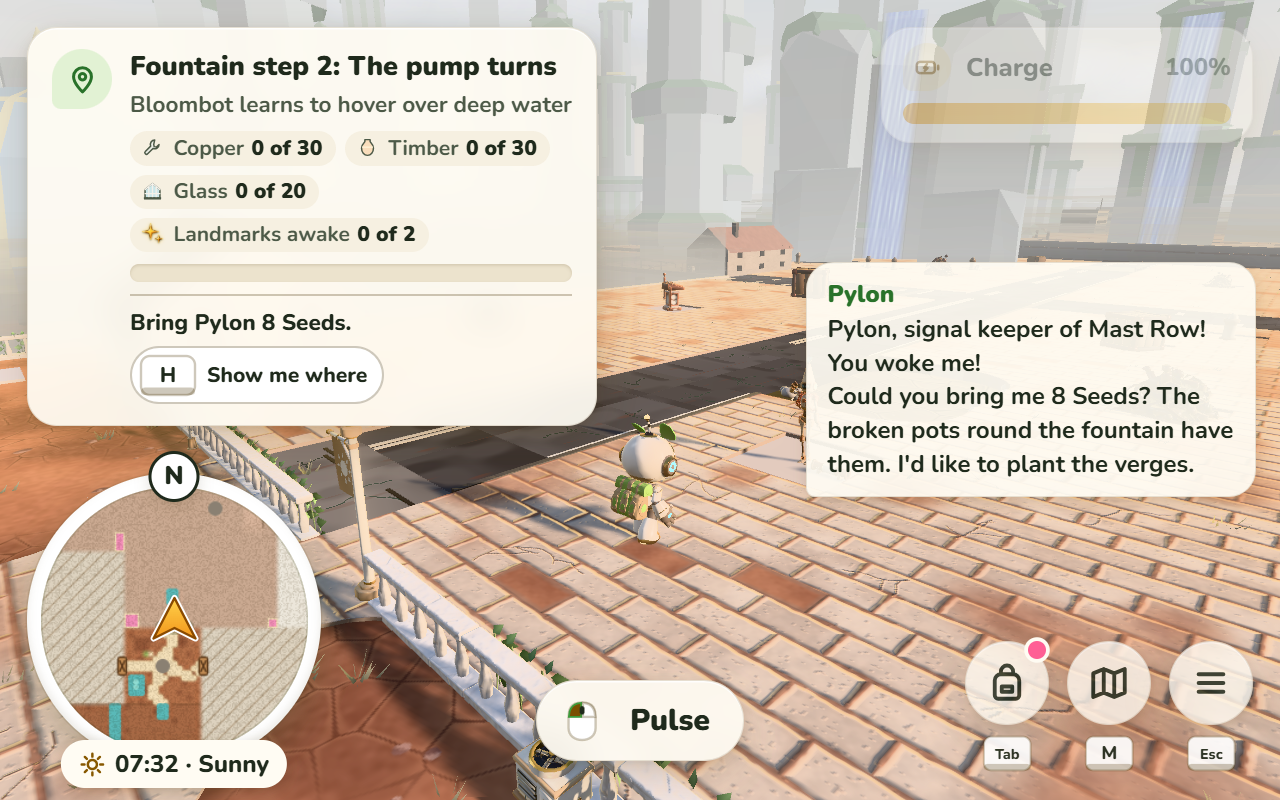 Fountain step 2: The pump turns
Bloombot learns to hover over deep water
Copper 0 of 30
Timber 0 of 30
Glass 0 of 20
Landmarks awake 0 of 2
Bring Pylon 8 Seeds.
H Show me where
Charge 100%
Pylon
Pylon, signal keeper of Mast Row!
You woke me!
Could you bring me 8 Seeds? The
broken pots round the fountain have
them. I'd like to plant the verges.
N
07:32 · Sunny
Pulse
Tab
M
Esc